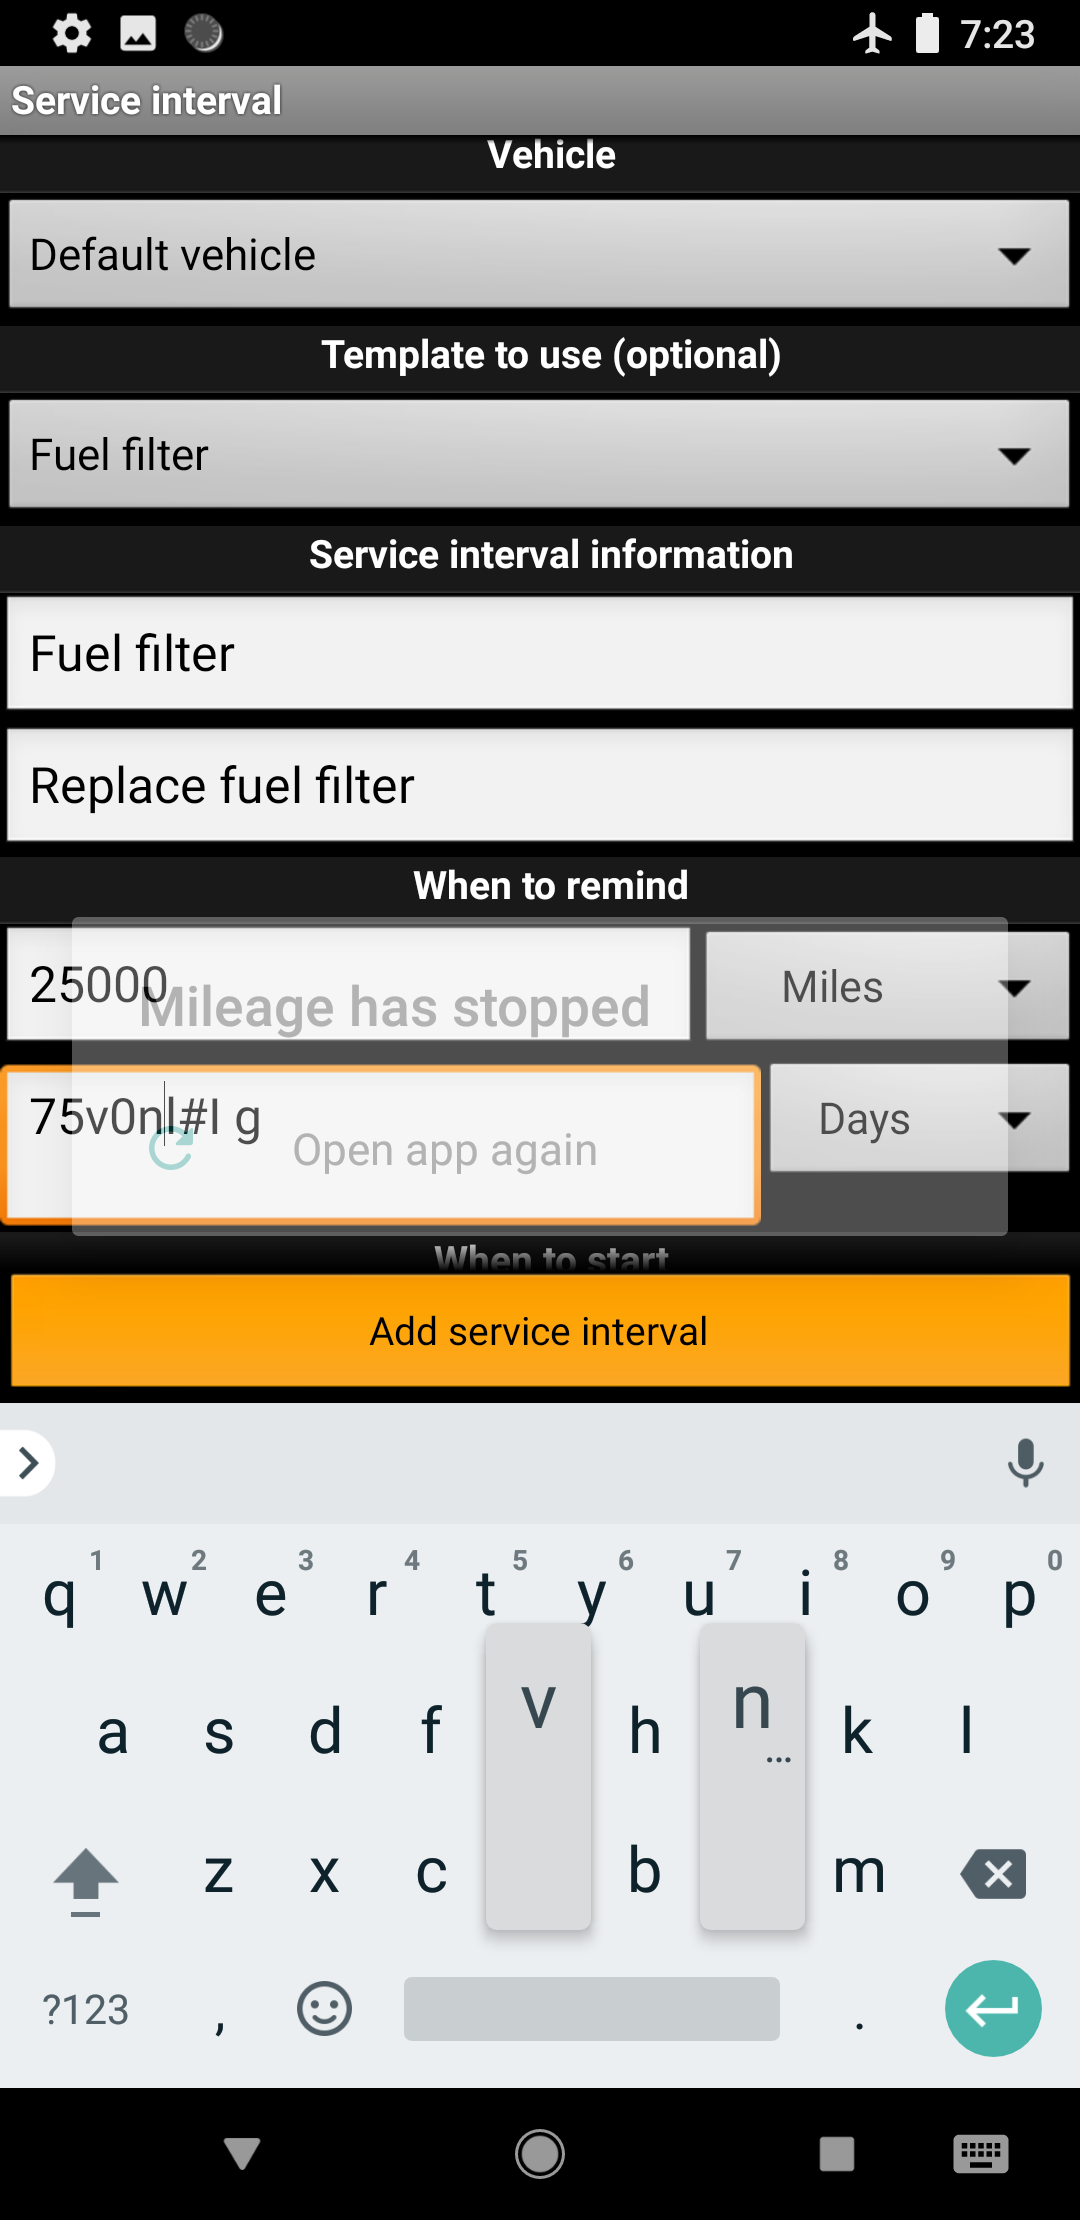 7:23
Service interval
Vehicle
Default vehicle
Template to use (optional)
Fuel filter
Service interval information
Fuel filter
Replace fuel filter
When to remind
25000
Miles
Mileage has stopped
75v0nl#I g
Days
Open app again
When to start
Add service interval
1 2 3 4 5 6 7 8 9 0
q w e r t y u i o p
a s d f v h n k l
...
z x c b m
?123 , .